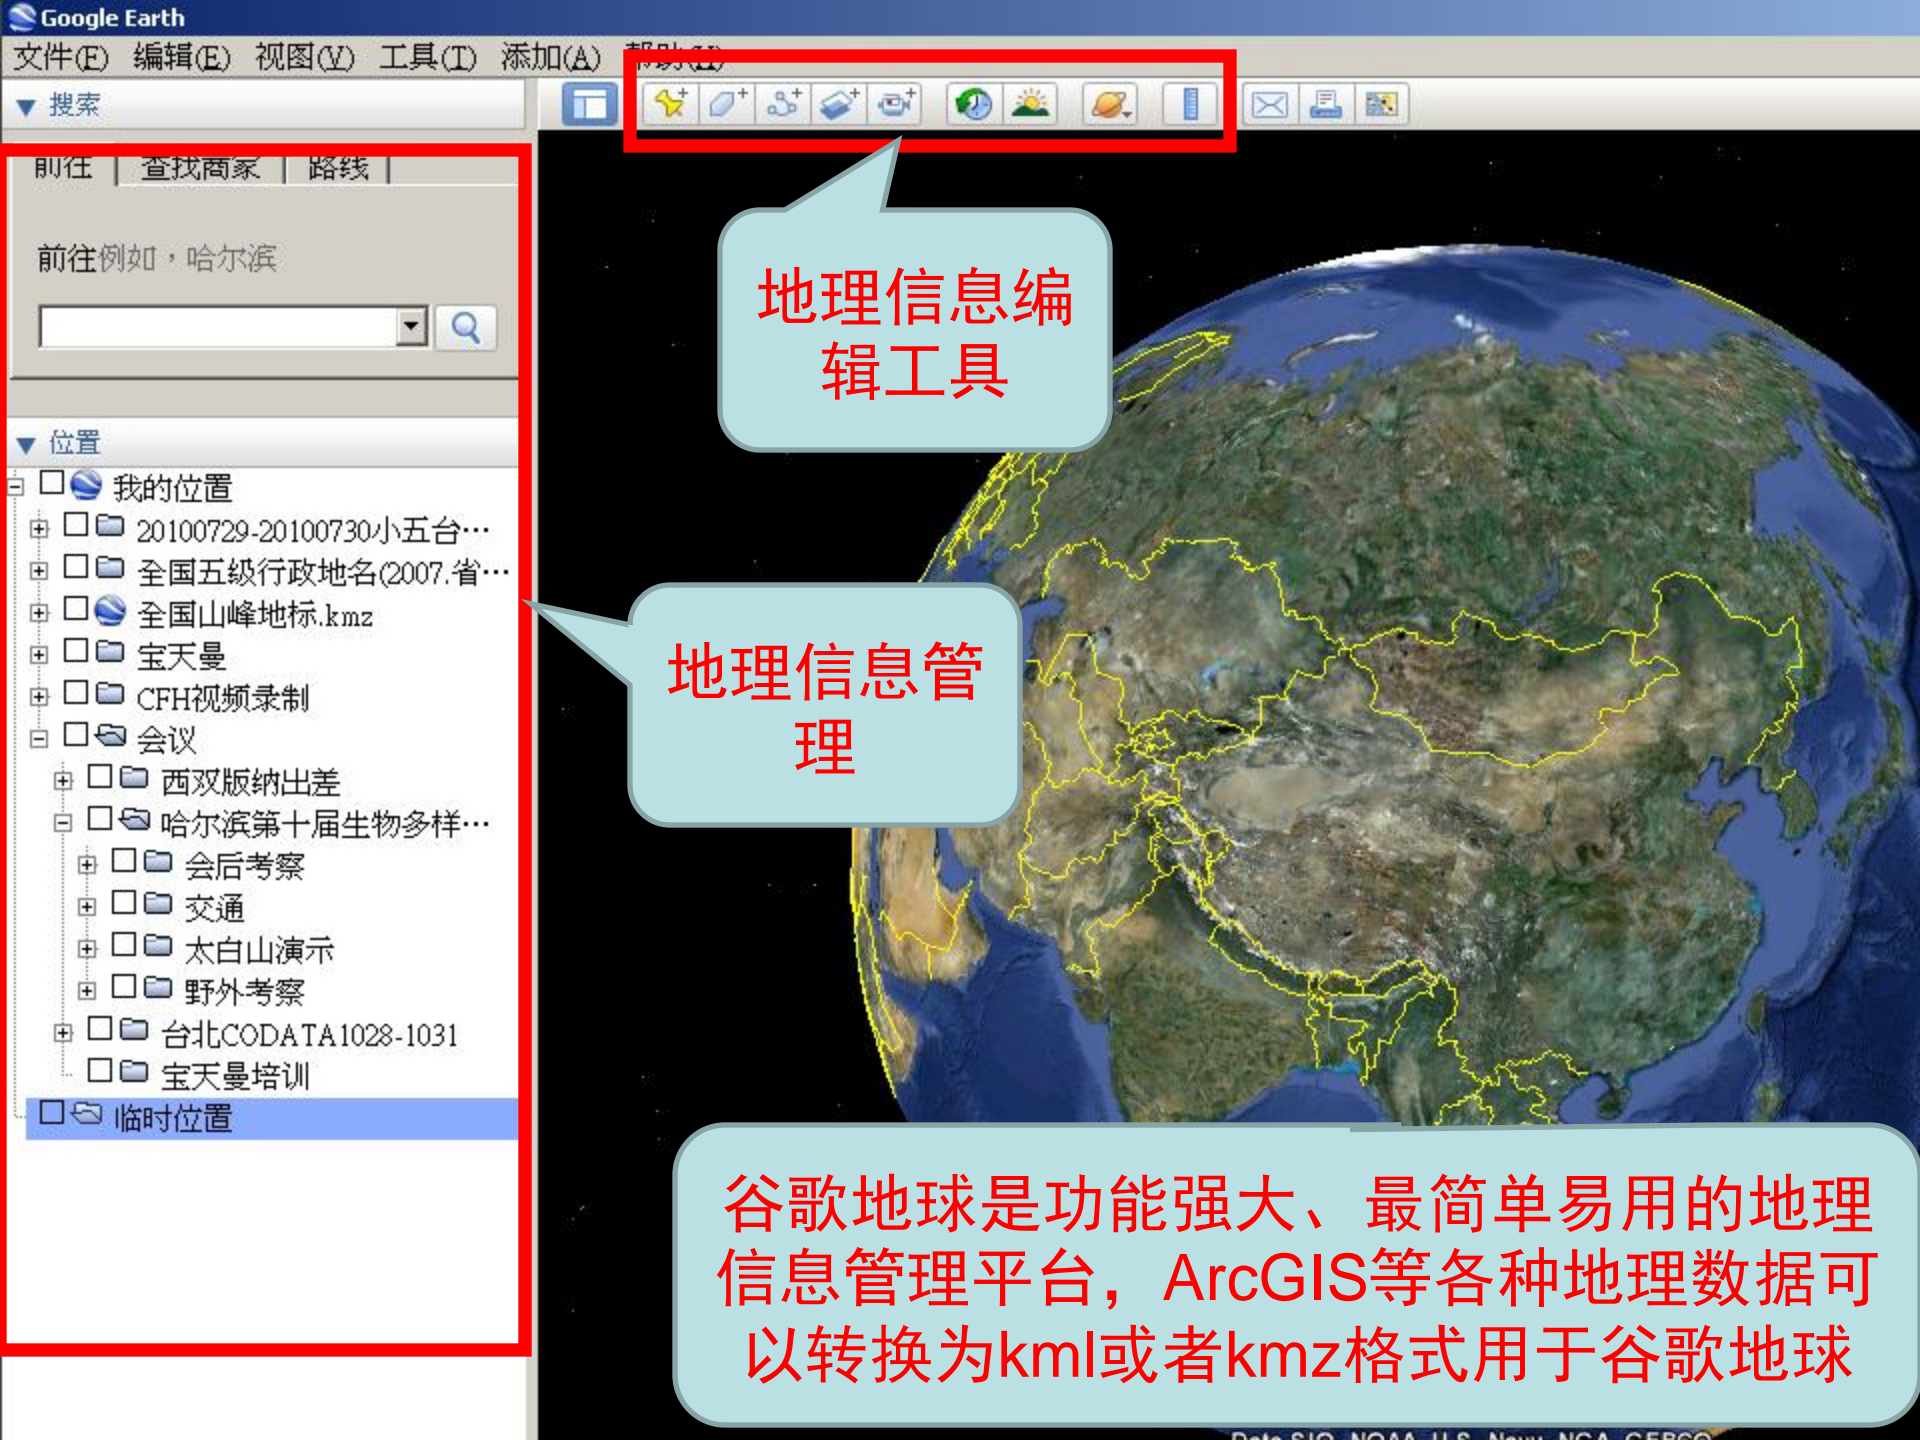 Google Earth
文件(F) 编辑(E) 视图(V) 工具(T) 添加(A) 帮助(H)
搜索
前往 查找商家 路线
前往例如，哈尔滨
位置
我的位置
20100729-20100730小五台…
全国五级行政地名(2007.省…
全国山峰地标.kmz
宝天曼
CFH视频录制
会议
西双版纳出差
哈尔滨第十届生物多样…
会后考察
交通
太白山演示
野外考察
台北CODATA1028-1031
宝天曼培训
临时位置
地理信息编
辑工具
地理信息管
理
谷歌地球是功能强大、最简单易用的地理
信息管理平台，ArcGIS等各种地理数据可
以转换为kml或者kmz格式用于谷歌地球
Data SIO, NOAA, U.S. Navy, NGA, GEBCO